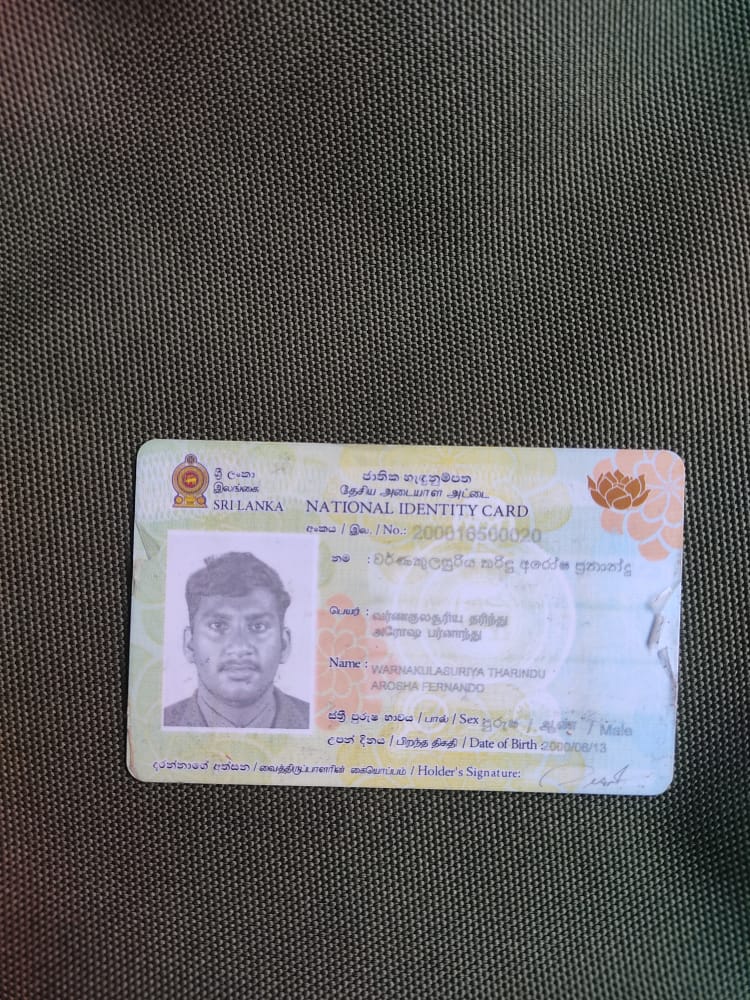 ශ්‍රී ලංකා
இலங்கை
SRI LANKA
ජාතික හැඳුනුම්පත
தேசிய அடையாள அட்டை
NATIONAL IDENTITY CARD
අංකය / இல. / No.: 200016500020
නම : වර්ණකුලසූරිය තරිඳු අරෝෂ ප්‍රනාන්දු
பெயர் : வர்ணகுலசூரிய தரிந்து
அரோஷ பர்னாந்து
Name : WARNAKULASURIYA THARINDU
AROSHA FERNANDO
ස්ත්‍රී පුරුෂ භාවය / பால் / Sex පුරුෂ / ஆண் / Male
උපන් දිනය / பிறந்த திகதி / Date of Birth 2000/06/13
දරන්නාගේ අත්සන / வைத்திருப்பாளரின் கையொப்பம் / Holder's Signature: